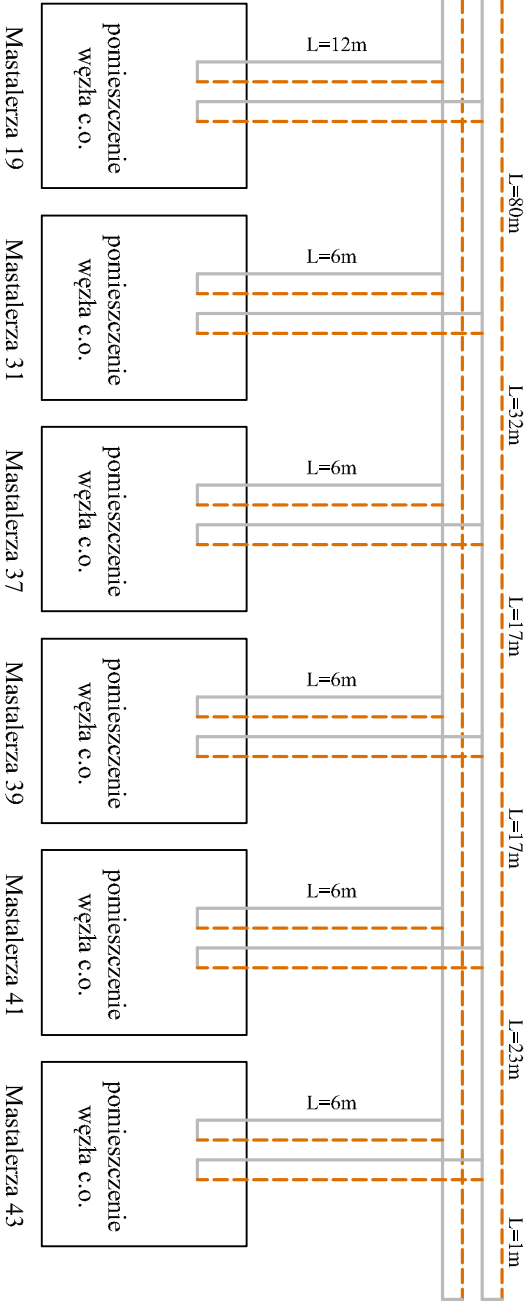 L=12m
pomieszczenie
węzła c.o.
Mastalerza 19
L=80m
L=6m
pomieszczenie
węzła c.o.
Mastalerza 31
L=32m
L=6m
pomieszczenie
węzła c.o.
Mastalerza 37
L=17m
L=6m
pomieszczenie
węzła c.o.
Mastalerza 39
L=17m
L=6m
pomieszczenie
węzła c.o.
Mastalerza 41
L=23m
L=6m
pomieszczenie
węzła c.o.
Mastalerza 43
L=1m